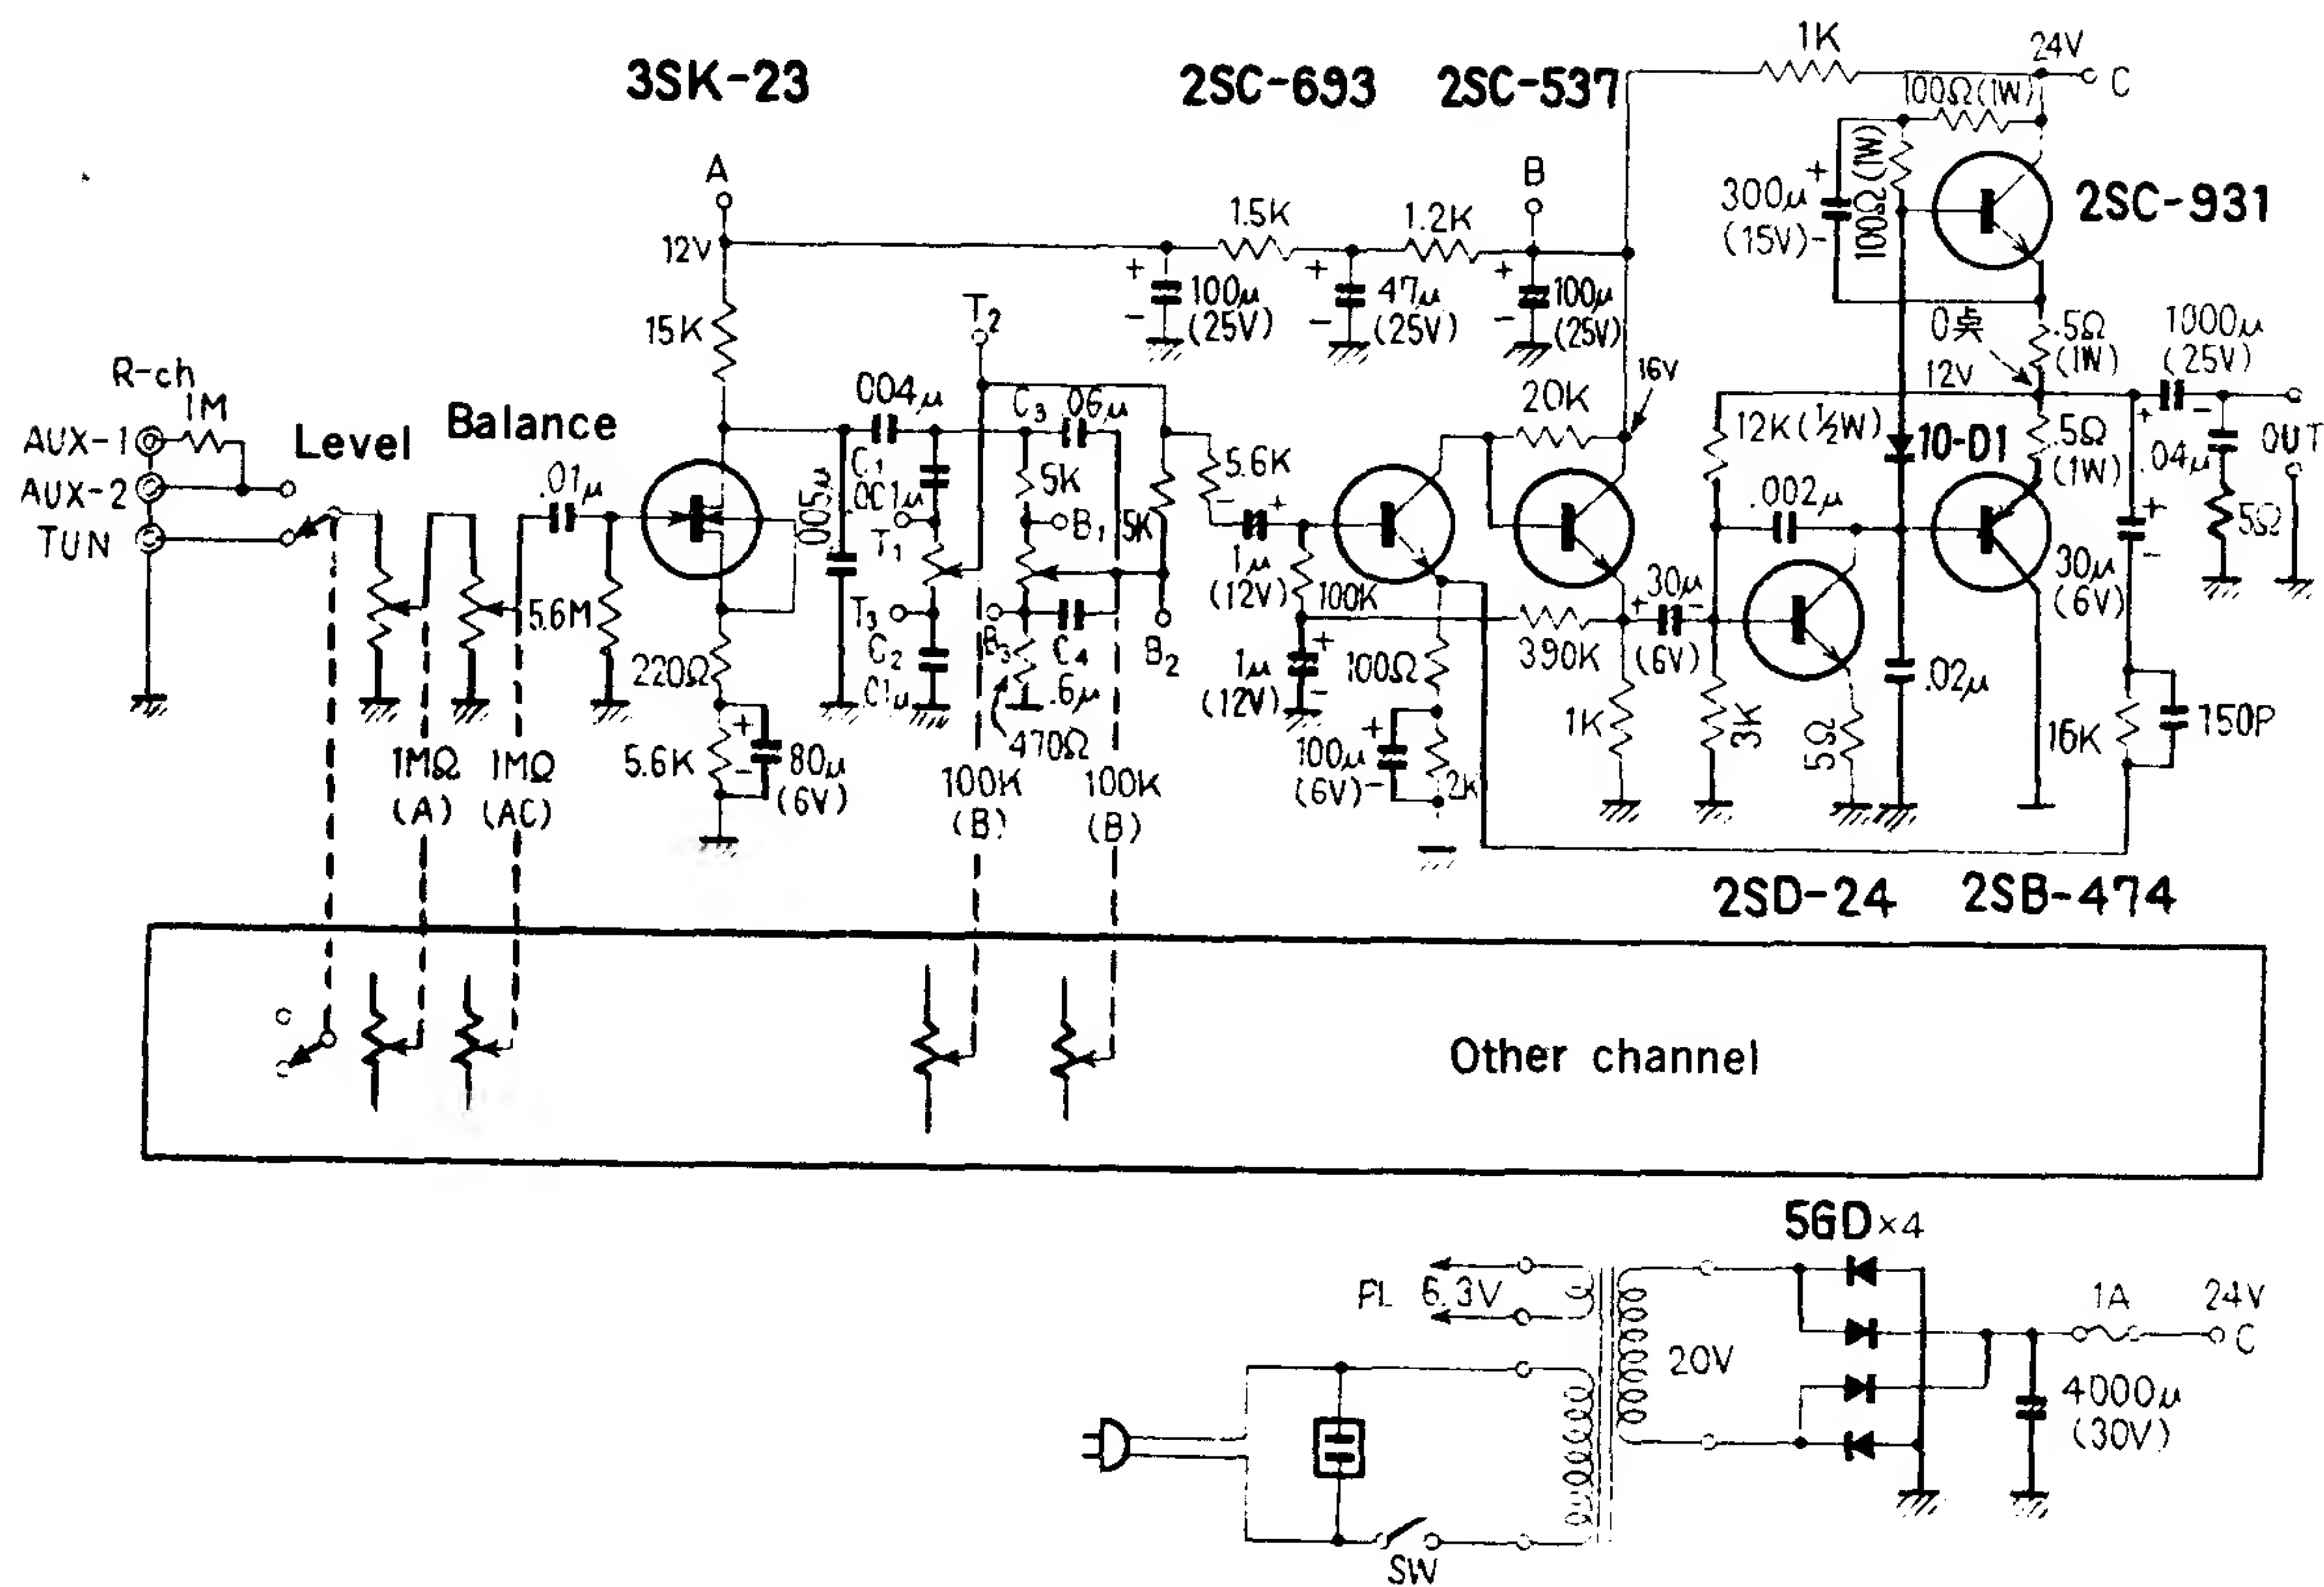 3SK-23
2SC-693
2SC-537
1K
24V
C
100Ω(1W)
100Ω(1W)
300μ
(15V)
+
-
2SC-931
A
12V
B
1.5K
1.2K
+
-
100μ
(25V)
+
-
47μ
(25V)
+
-
100μ
(25V)
15K
T2
0点
12V
.5Ω
(1W)
1000μ
(25V)
+
-
16V
R-ch
1M
AUX-1
AUX-2
TUN
Level
Balance
.01μ
5.6M
.004μ
C1
.001μ
.005μ
C3
.06μ
5K
B1
5K
T1
T3
C2
B3
C4
.6μ
B2
470Ω
5.6K
-
+
1μ
(12V)
100K
20K
12K(½W)
10-D1
.5Ω
(1W)
.04μ
5Ω
OUT
.002μ
30μ
(6V)
+
-
220Ω
5.6K
+
-
80μ
(6V)
1μ
(12V)
+
-
390K
+
30μ
-
(6V)
100Ω
100μ
(6V)
+
-
2K
1K
3K
5Ω
.02μ
16K
150P
1MΩ
(A)
1MΩ
(AC)
100K
(B)
100K
(B)
2SD-24
2SB-474
Other channel
5GD×4
PL 6.3V
20V
1A
24V
C
4000μ
(30V)
SW